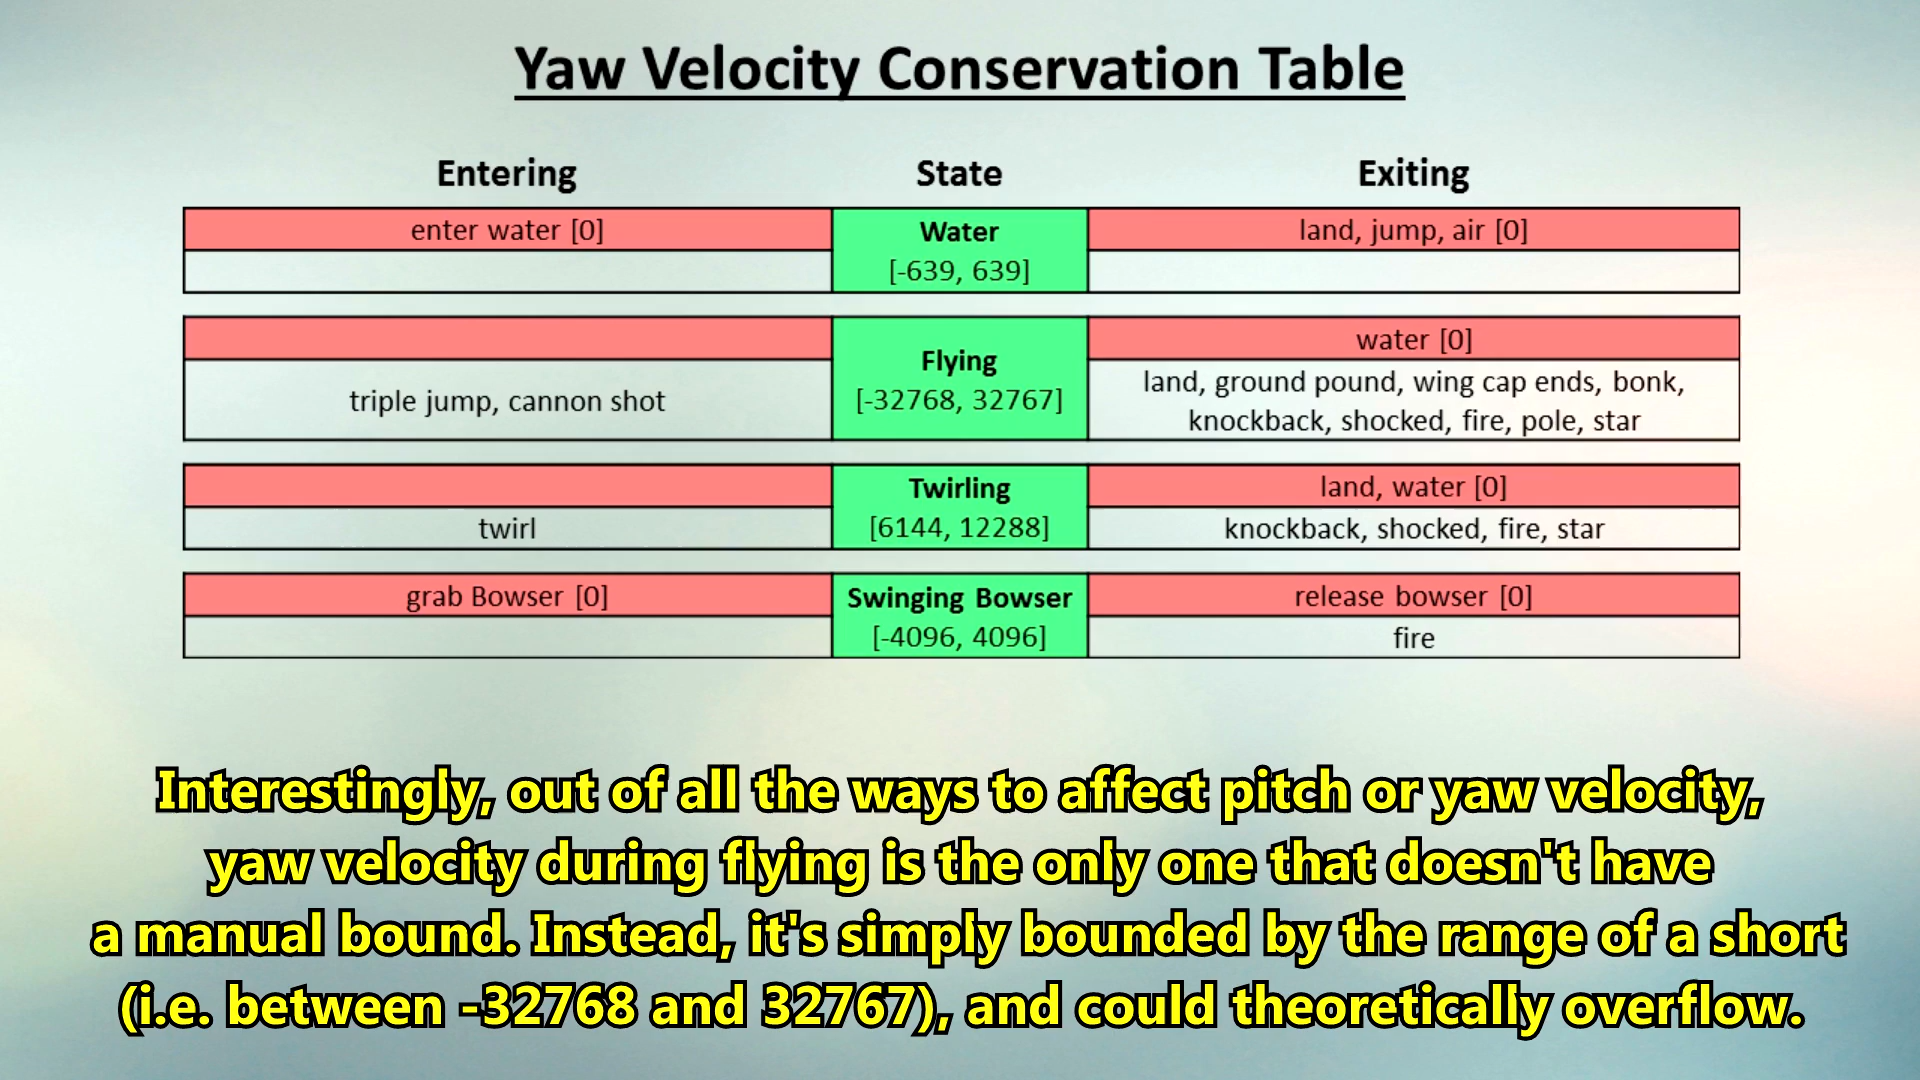 Yaw Velocity Conservation Table
Entering State Exiting
enter water [0] Water land, jump, air [0]
[-639, 639]
water [0]
Flying
triple jump, cannon shot [-32768, 32767] land, ground pound, wing cap ends, bonk,
knockback, shocked, fire, pole, star
Twirling land, water [0]
twirl [6144, 12288] knockback, shocked, fire, star
grab Bowser [0] Swinging Bowser release bowser [0]
[-4096, 4096] fire
Interestingly, out of all the ways to affect pitch or yaw velocity,
yaw velocity during flying is the only one that doesn't have
a manual bound. Instead, it's simply bounded by the range of a short
(i.e. between -32768 and 32767), and could theoretically overflow.